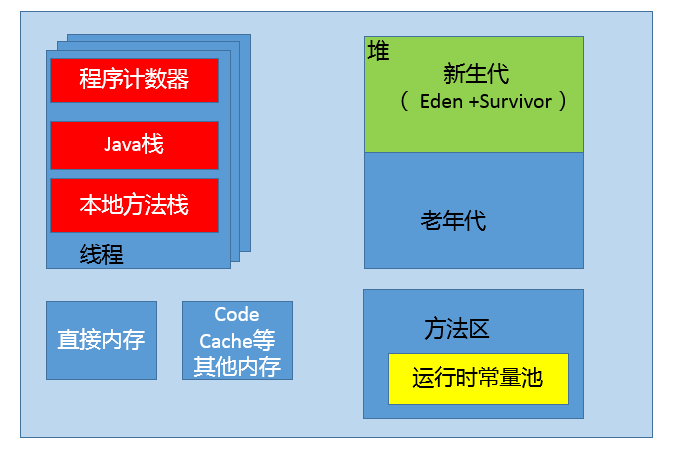 程序计数器
Java栈
本地方法栈
线程
堆
新生代
（ Eden +Survivor ）
老年代
直接内存
Code
Cache等
其他内存
方法区
运行时常量池